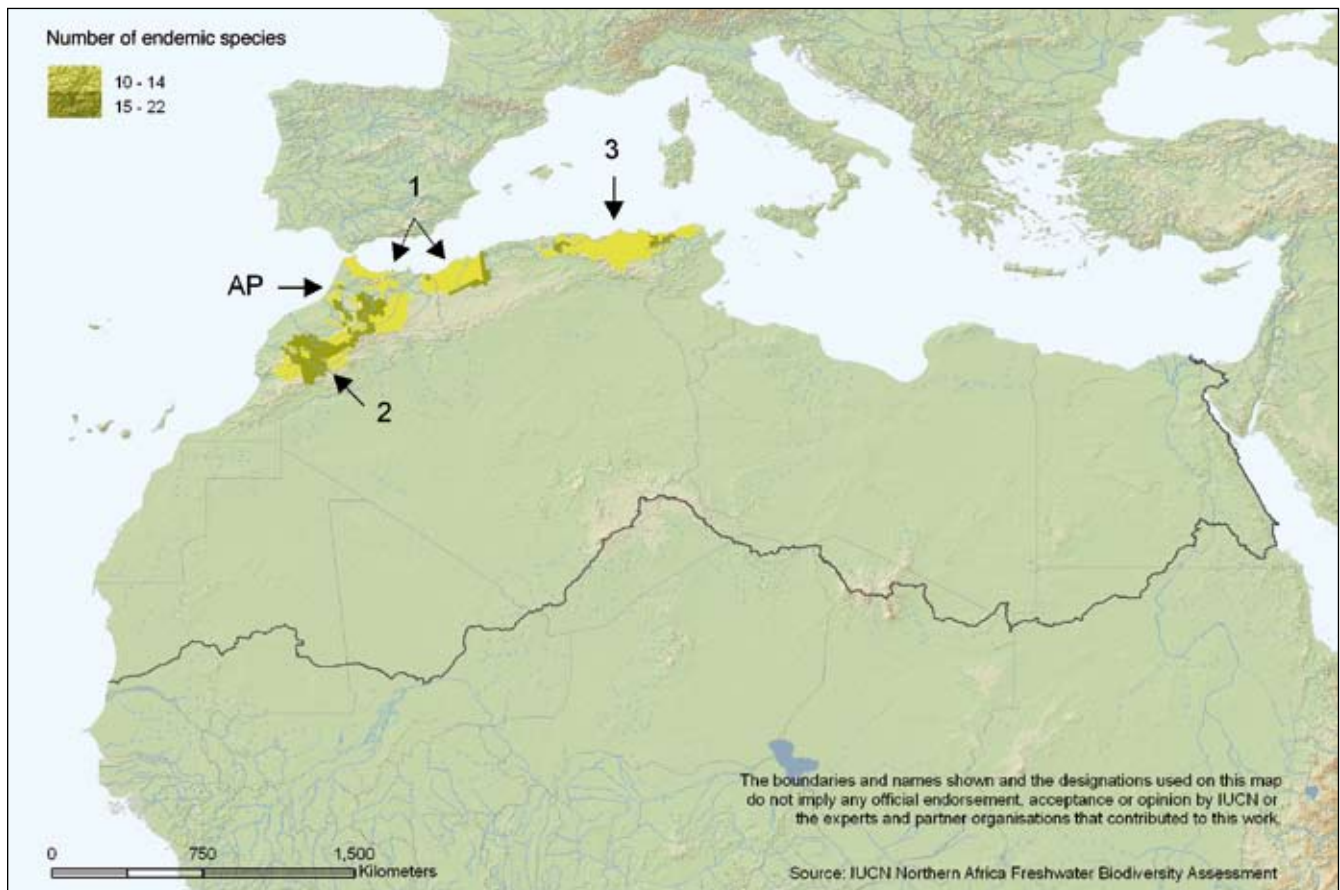 Number of endemic species
10 - 14
15 - 22
3
1
AP
2
The boundaries and names shown and the designations used on this map
do not imply any official endorsement, acceptance or opinion by IUCN or
the experts and partner organisations that contributed to this work.
0 750 1,500
Kilometers
Source: IUCN Northern Africa Freshwater Biodiversity Assessment